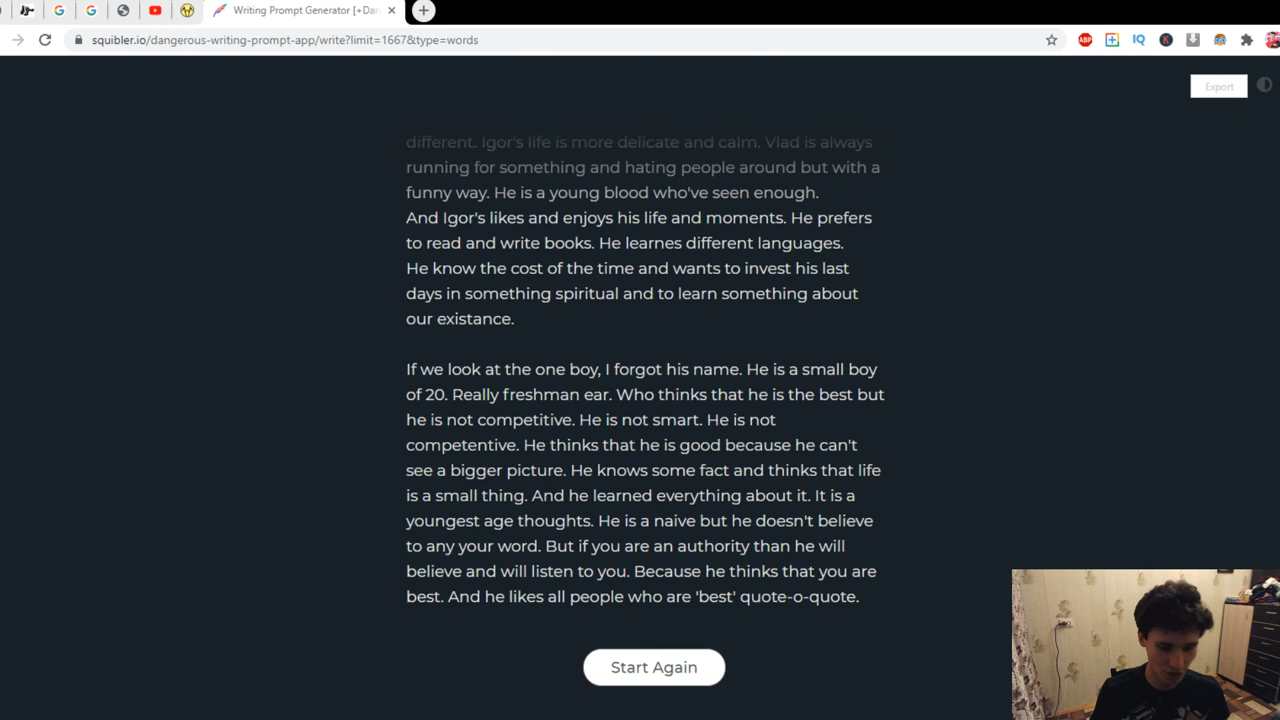 Writing Prompt Generator [+Dan
squibler.io/dangerous-writing-prompt-app/write?limit=1667&type=words
ABP
IQ
K
Export
different. Igor's life is more delicate and calm. Vlad is always
running for something and hating people around but with a
funny way. He is a young blood who've seen enough.
And Igor's likes and enjoys his life and moments. He prefers
to read and write books. He learnes different languages.
He know the cost of the time and wants to invest his last
days in something spiritual and to learn something about
our existance.
If we look at the one boy, I forgot his name. He is a small boy
of 20. Really freshman ear. Who thinks that he is the best but
he is not competitive. He is not smart. He is not
competentive. He thinks that he is good because he can't
see a bigger picture. He knows some fact and thinks that life
is a small thing. And he learned everything about it. It is a
youngest age thoughts. He is a naive but he doesn't believe
to any your word. But if you are an authority than he will
believe and will listen to you. Because he thinks that you are
best. And he likes all people who are 'best' quote-o-quote.
Start Again